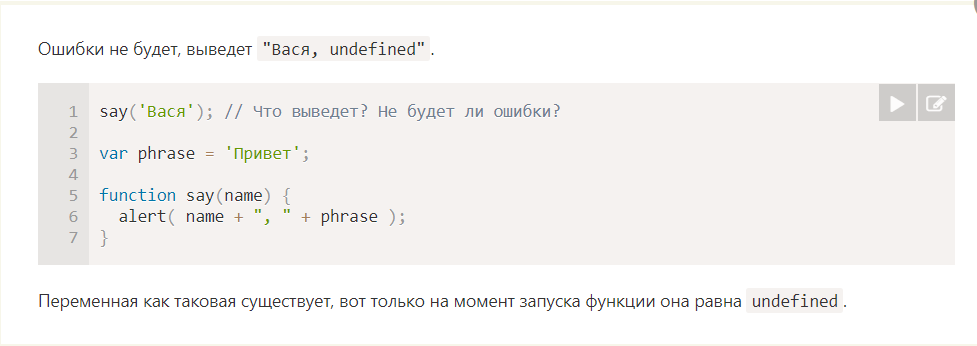 Ошибки не будет, выведет "Вася, undefined".
1 say('Вася'); // Что выведет? Не будет ли ошибки?
2
3 var phrase = 'Привет';
4
5 function say(name) {
6   alert( name + ", " + phrase );
7 }
Переменная как таковая существует, вот только на момент запуска функции она равна undefined.